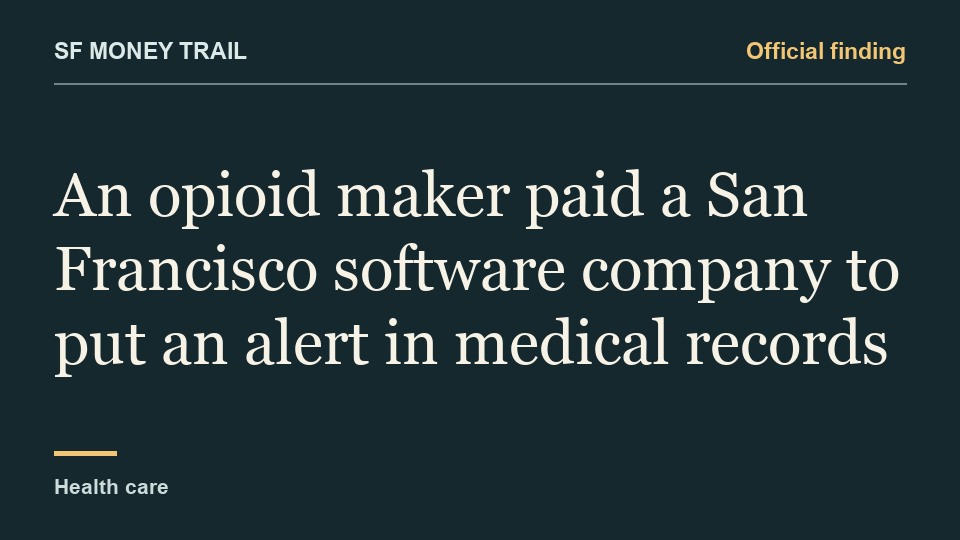 SF MONEY TRAIL
Official finding
An opioid maker paid a San
Francisco software company to
put an alert in medical records
Health care